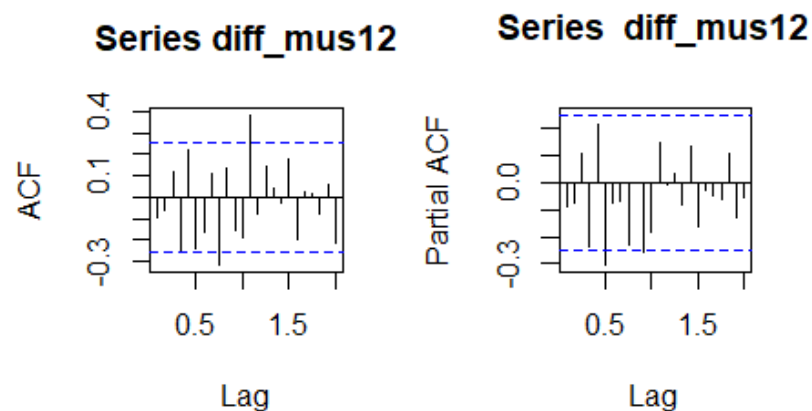 Series diff_mus12
ACF
0.4
0.1
-0.3
0.5
1.5
Lag
Series diff_mus12
Partial ACF
0.0
-0.3
0.5
1.5
Lag